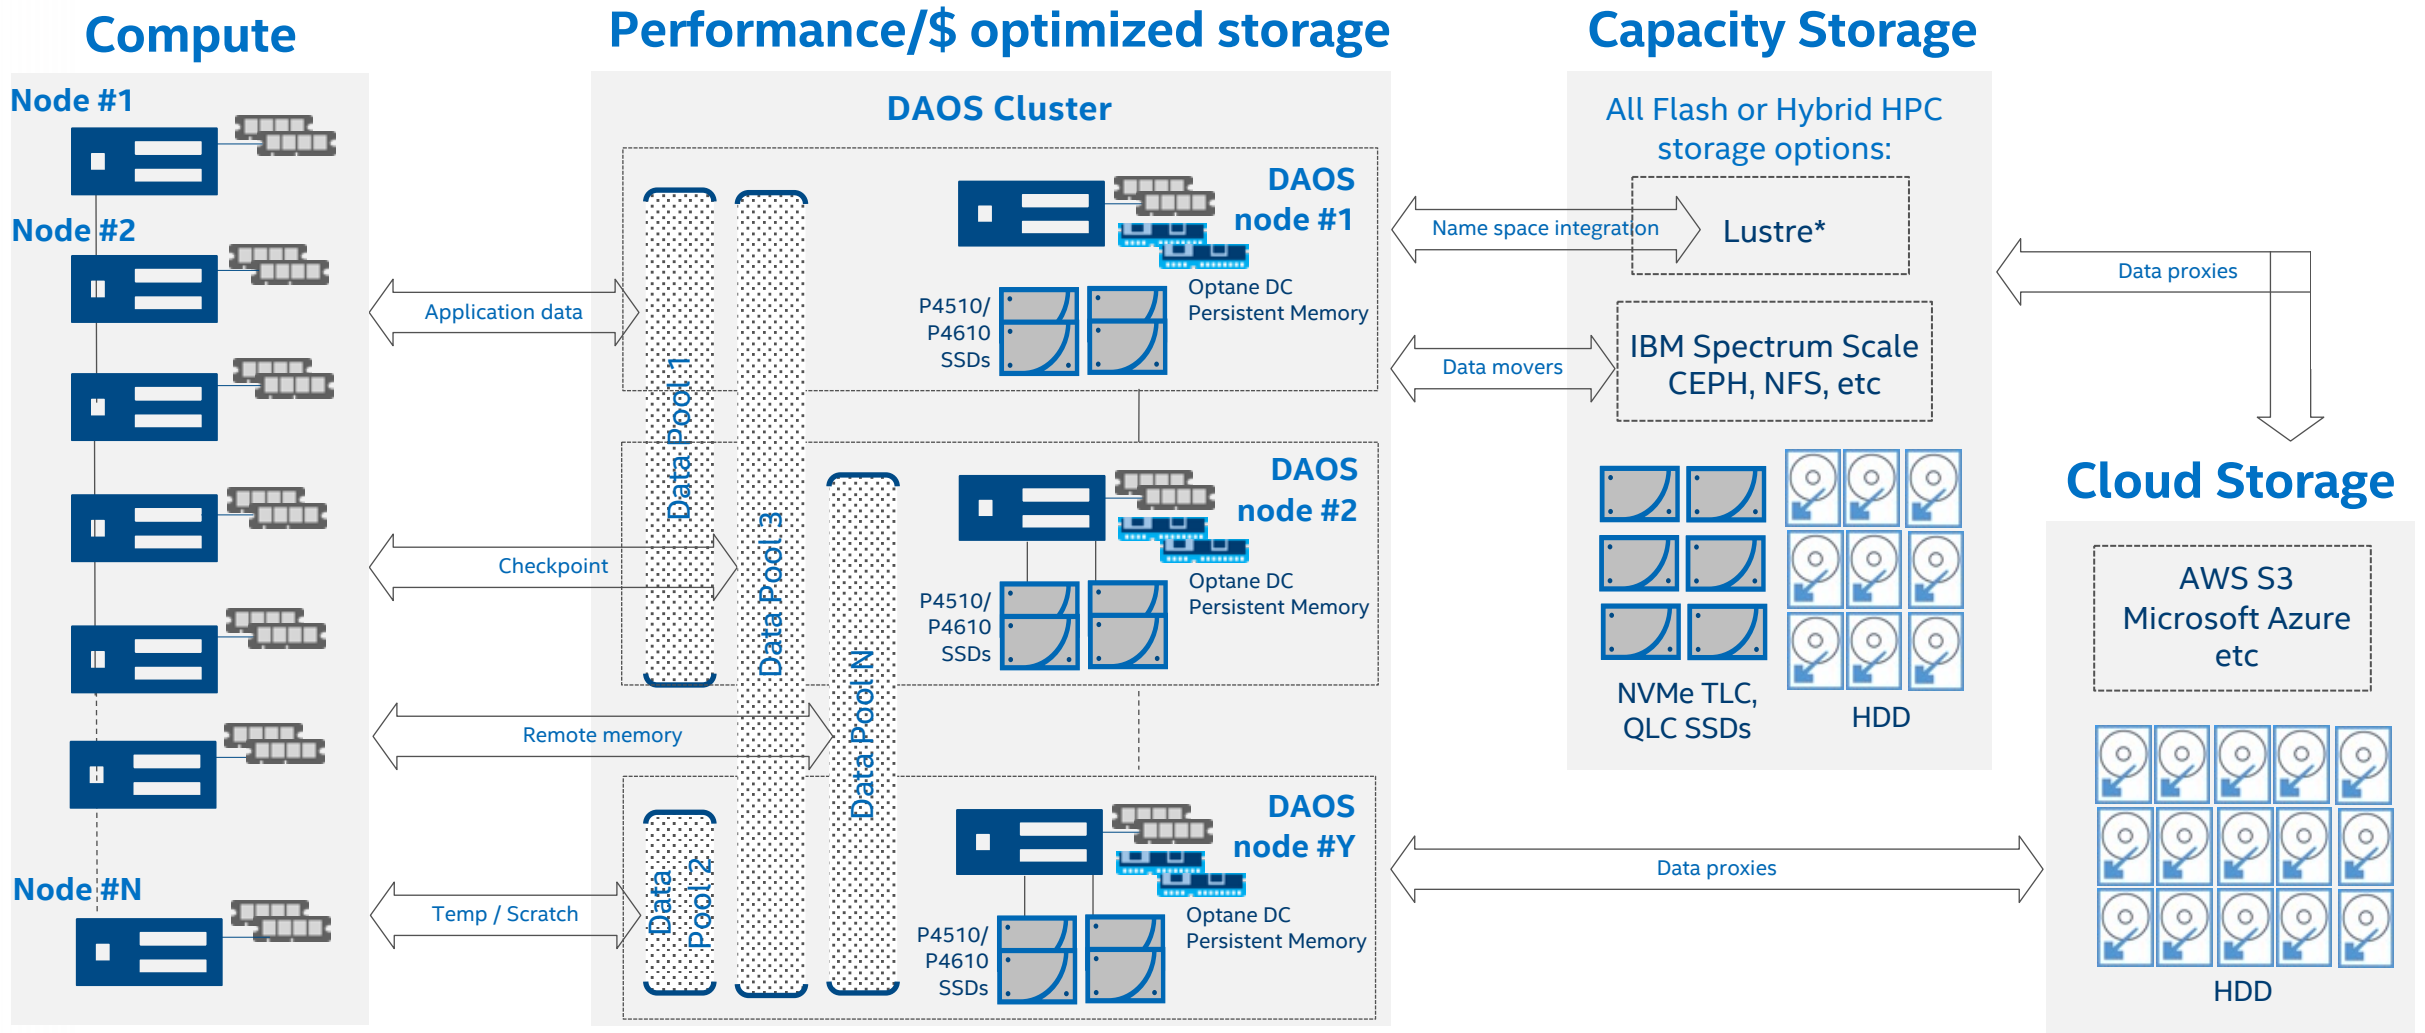 Compute
Node #1
Node #2
Node #N
Application data
Checkpoint
Remote memory
Temp / Scratch
Performance/$ optimized storage
DAOS Cluster
Data Pool 1
Data Pool 3
Data Pool N
Data
Pool 2
DAOS
node #1
P4510/
P4610
SSDs
Optane DC
Persistent Memory
DAOS
node #2
P4510/
P4610
SSDs
Optane DC
Persistent Memory
DAOS
node #Y
P4510/
P4610
SSDs
Optane DC
Persistent Memory
Name space integration
Data movers
Data proxies
Capacity Storage
All Flash or Hybrid HPC
storage options:
Lustre*
IBM Spectrum Scale
CEPH, NFS, etc
NVMe TLC,
QLC SSDs
HDD
Data proxies
Cloud Storage
AWS S3
Microsoft Azure
etc
HDD